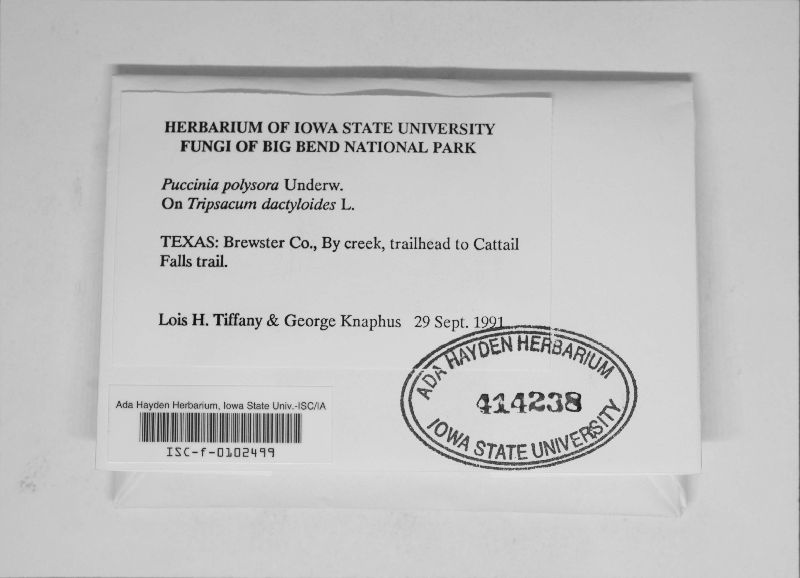 HERBARIUM OF IOWA STATE UNIVERSITY
FUNGI OF BIG BEND NATIONAL PARK
Puccinia polysora Underw.
On Tripsacum dactyloides L.
TEXAS: Brewster Co., By creek, trailhead to Cattail
Falls trail.
Lois H. Tiffany & George Knaphus 29 Sept. 1991
ADA HAYDEN HERBARIUM
414238
IOWA STATE UNIVERSITY
Ada Hayden Herbarium, Iowa State Univ.-ISC/IA
ISC-f-0102499